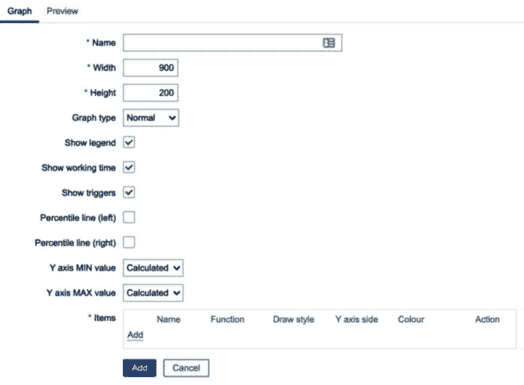 Graph Preview
* Name
* Width 900
* Height 200
Graph type Normal
Show legend
Show working time
Show triggers
Percentile line (left)
Percentile line (right)
Y axis MIN value Calculated
Y axis MAX value Calculated
* Items Name Function Draw style Y axis side Colour Action
Add
Add Cancel